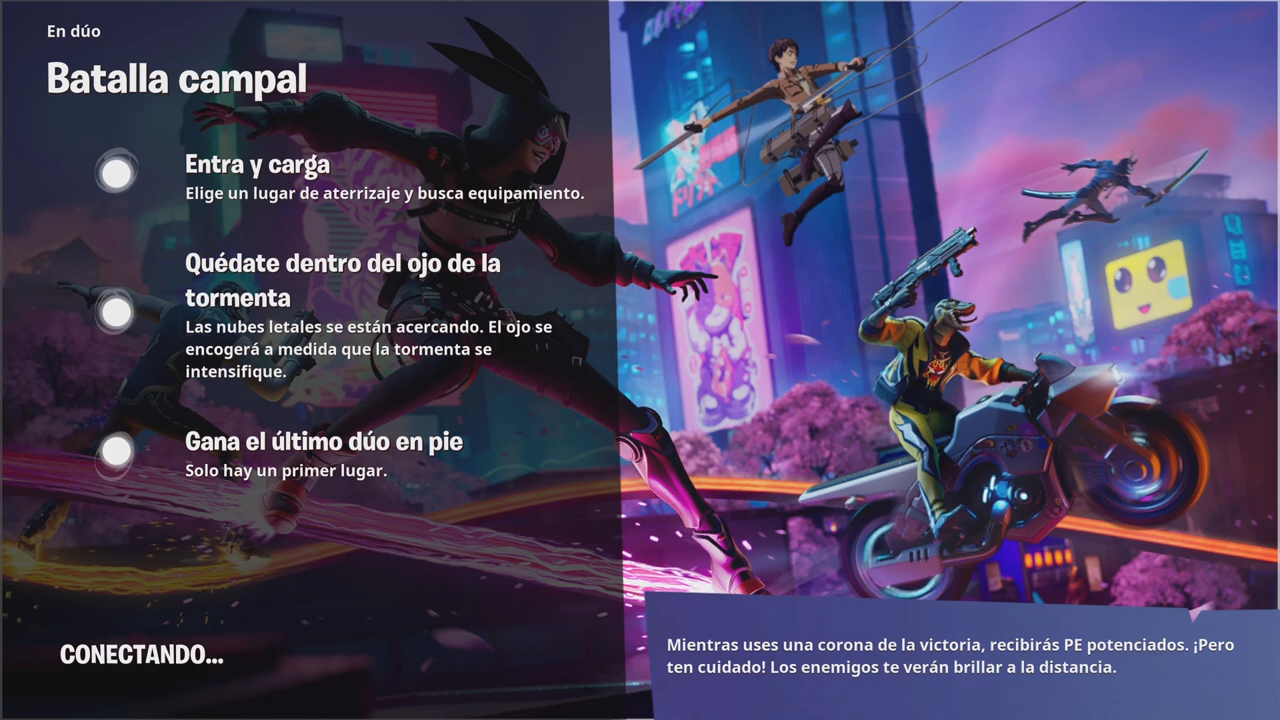 En dúo
Batalla campal
Entra y carga
Elige un lugar de aterrizaje y busca equipamiento.
Quédate dentro del ojo de la
tormenta
Las nubes letales se están acercando. El ojo se
encogerá a medida que la tormenta se
intensifique.
Gana el último dúo en pie
Solo hay un primer lugar.
CONECTANDO...
Mientras uses una corona de la victoria, recibirás PE potenciados. ¡Pero
ten cuidado! Los enemigos te verán brillar a la distancia.